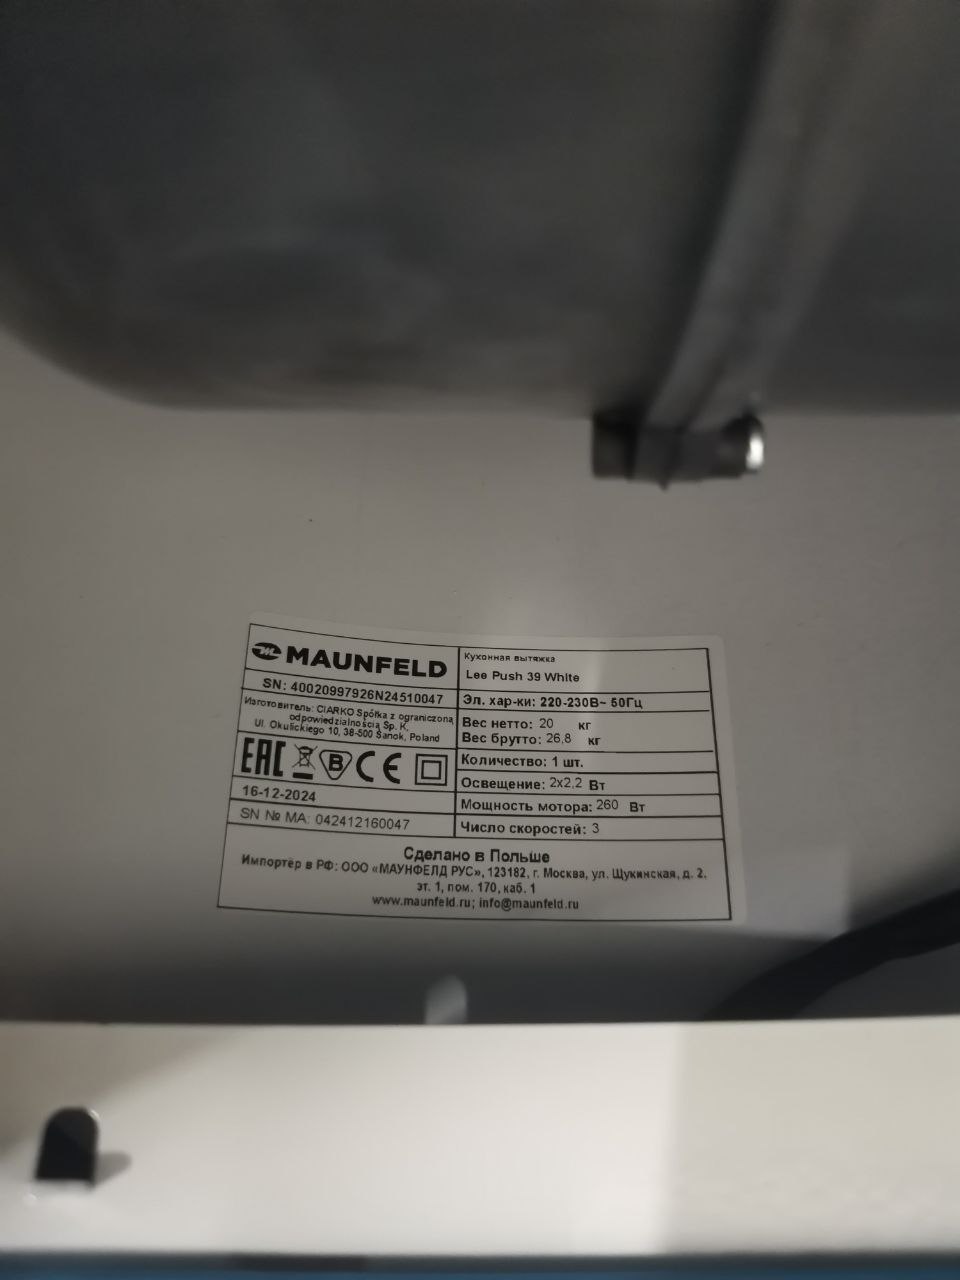 MAUNFELD
SN: 40020997926N24510047
Изготовитель: CIARKO Spółka z ograniczoną
odpowiedzialnością Sp. K.
Ul. Okulickiego 10, 38-500 Sanok, Poland
EAC B CE
16-12-2024
SN № MA: 042412160047
Кухонная вытяжка
Lee Push 39 White
Эл. хар-ки: 220-230В~ 50Гц
Вес нетто: 20 кг
Вес брутто: 26,8 кг
Количество: 1 шт.
Освещение: 2x2,2 Вт
Мощность мотора: 260 Вт
Число скоростей: 3
Сделано в Польше
Импортёр в РФ: ООО «МАУНФЕЛД РУС», 123182, г. Москва, ул. Щукинская, д. 2,
эт. 1, пом. 170, каб. 1
www.maunfeld.ru; info@maunfeld.ru